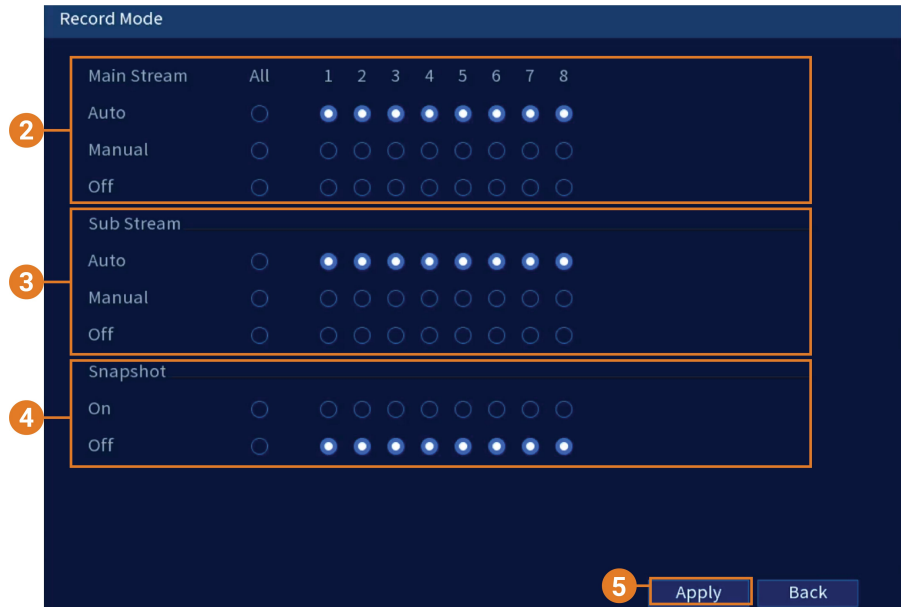 Record Mode
Main Stream All 1 2 3 4 5 6 7 8
Auto
2
Manual
Off
Sub Stream
Auto
3
Manual
Off
Snapshot
On
4
Off
5 Apply Back